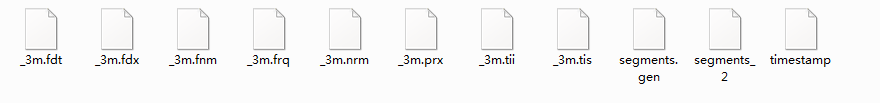 _3m.fdt
_3m.fdx
_3m.fnm
_3m.frq
_3m.nrm
_3m.prx
_3m.tii
_3m.tis
segments.
gen
segments_
2
timestamp